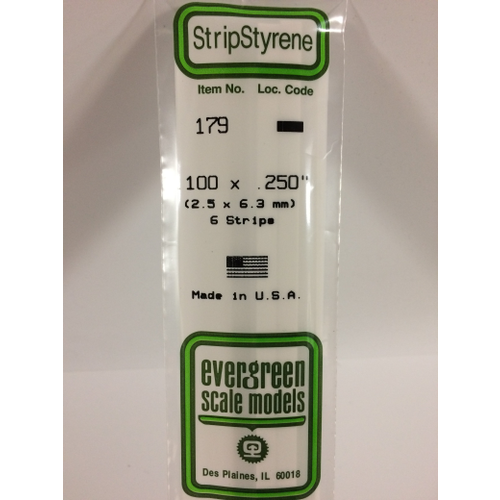 StripStyrene
Item No. Loc. Code
179
100 x .250"
(2.5 x 6.3 mm)
6 Strips
Made in U.S.A.
evergreen
scale models
Des Plaines, IL 60018